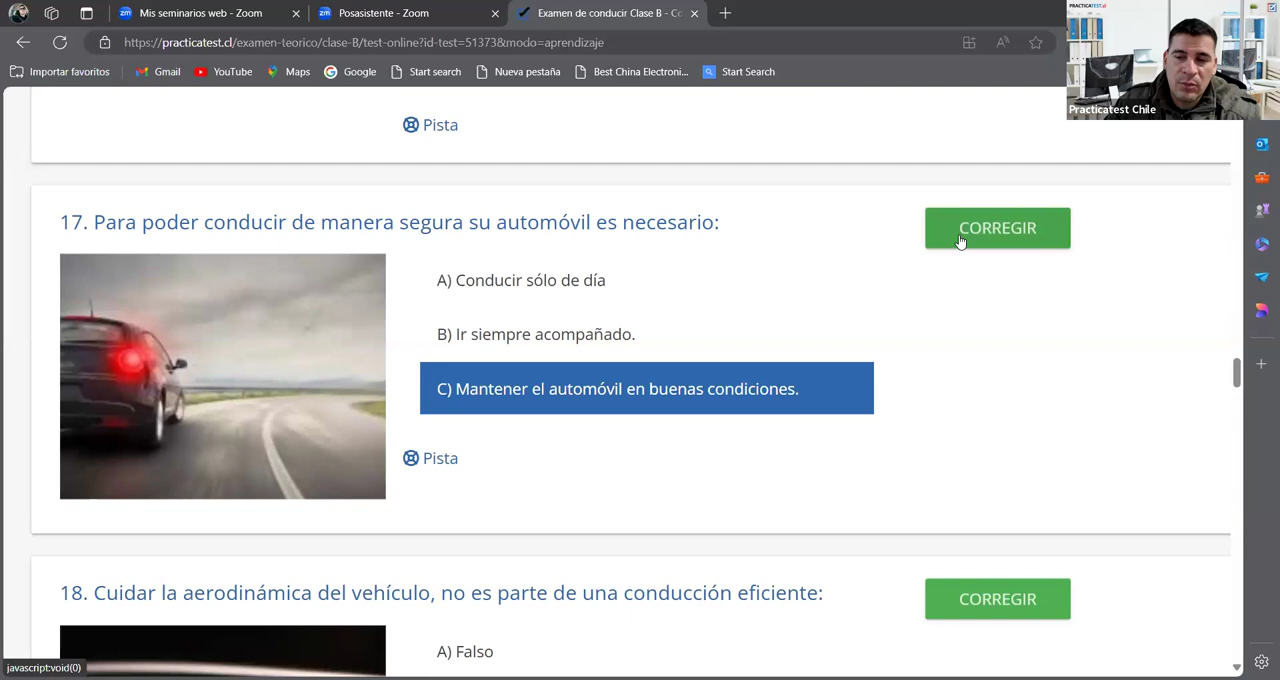 Mis seminarios web - Zoom
Posasistente - Zoom
Examen de conducir Clase B - Co
https://practicatest.cl/examen-teorico/clase-B/test-online?id-test=51373&modo=aprendizaje
Importar favoritos
Gmail
YouTube
Maps
Google
Start search
Nueva pestaña
Best China Electroni...
Start Search
PRACTICATEST.cl
Practicatest Chile
Pista
17. Para poder conducir de manera segura su automóvil es necesario:
CORREGIR
A) Conducir sólo de día
B) Ir siempre acompañado.
C) Mantener el automóvil en buenas condiciones.
Pista
18. Cuidar la aerodinámica del vehículo, no es parte de una conducción eficiente:
CORREGIR
A) Falso
javascript:void(0)